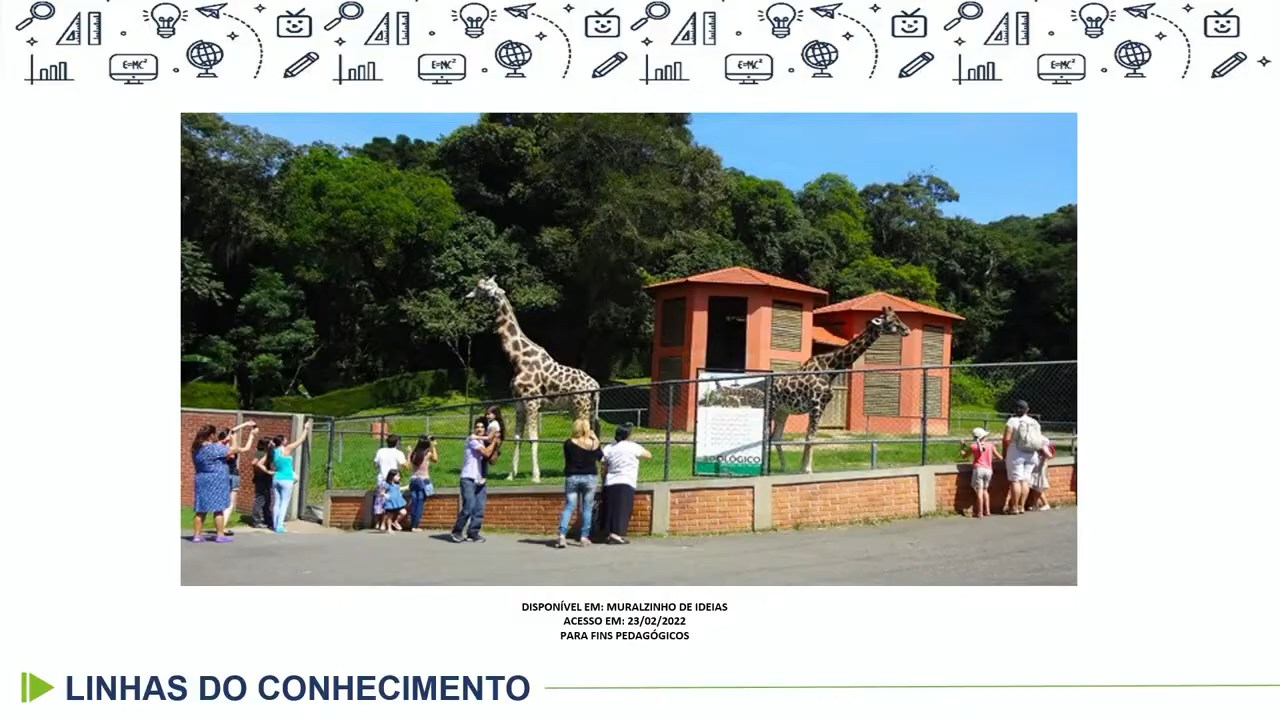 E=MC² E=MC² E=MC² E=MC²
ZOOLÓGICO
DISPONÍVEL EM: MURALZINHO DE IDEIAS
ACESSO EM: 23/02/2022
PARA FINS PEDAGÓGICOS
LINHAS DO CONHECIMENTO